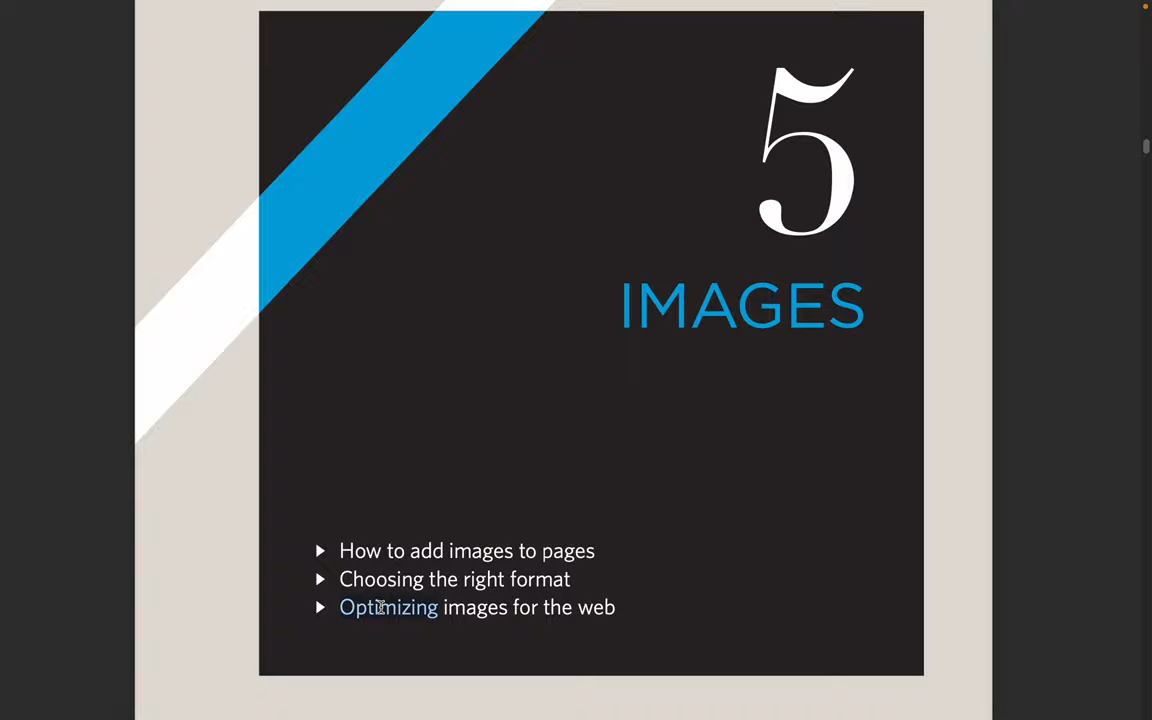 5
IMAGES
How to add images to pages
Choosing the right format
Optimizing images for the web